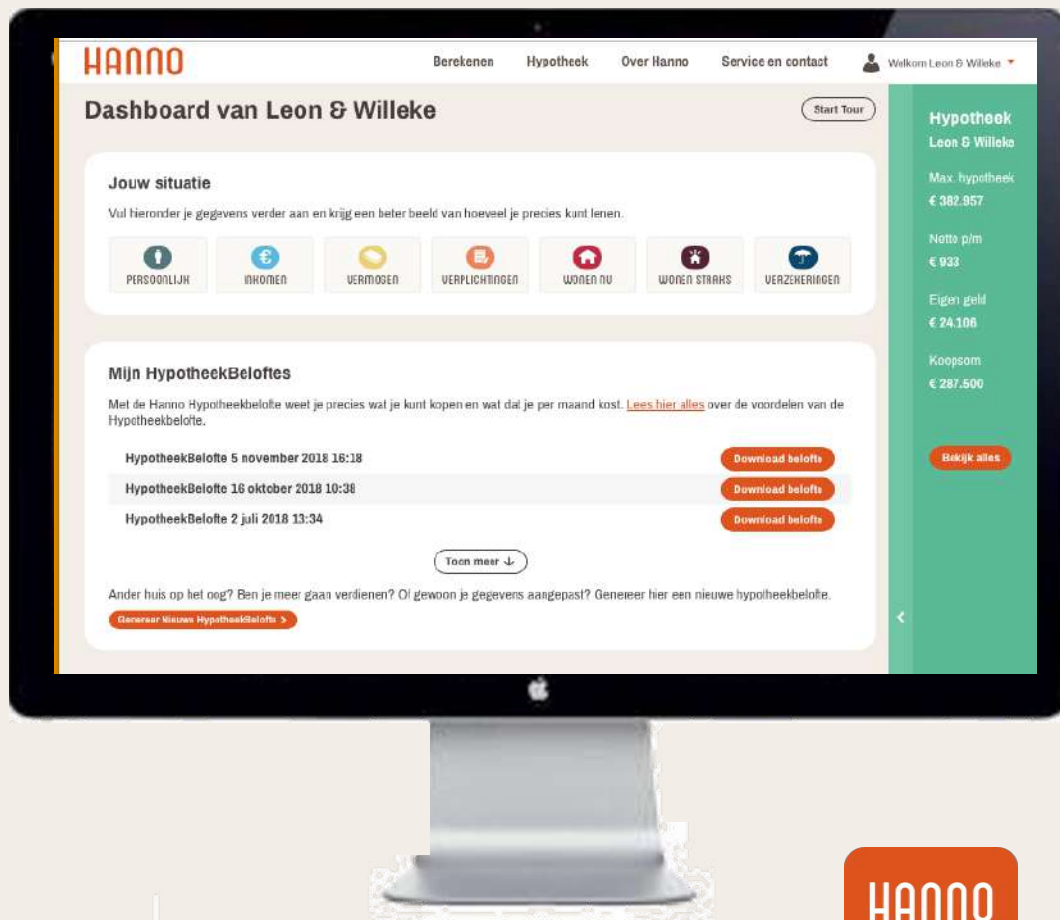 HANNO
Berekenen Hypotheek Over Hanno Service en contact Welkom Leon & Willeke
Dashboard van Leon & Willeke
Start Tour
Jouw situatie
Vul hieronder je gegevens verder aan en krijg een beter beeld van hoeveel je precies kunt lenen.
PERSOONLIJK INKOMEN VERMOGEN VERPLICHTINGEN WONEN NU WONEN STRAKS VERZEKERINGEN
Mijn HypotheekBeloftes
Met de Hanno Hypotheekbelofte weet je precies wat je kunt kopen en wat dat je per maand kost. Lees hier alles over de voordelen van de
Hypotheekbelofte.
HypotheekBelofte 5 november 2018 16:18 Download belofte
HypotheekBelofte 16 oktober 2018 10:38 Download belofte
HypotheekBelofte 2 juli 2018 13:34 Download belofte
Toon meer
Ander huis op het oog? Ben je meer gaan verdienen? Of gewoon je gegevens aangepast? Genereer hier een nieuwe hypotheekbelofte.
Genereer Nieuwe HypotheekBelofte >
Hypotheek
Leon & Willeke
Max. hypotheek
€ 382.957
Netto p/m
€ 933
Eigen geld
€ 24.106
Koopsom
€ 287.500
Bekijk alles
HANNO